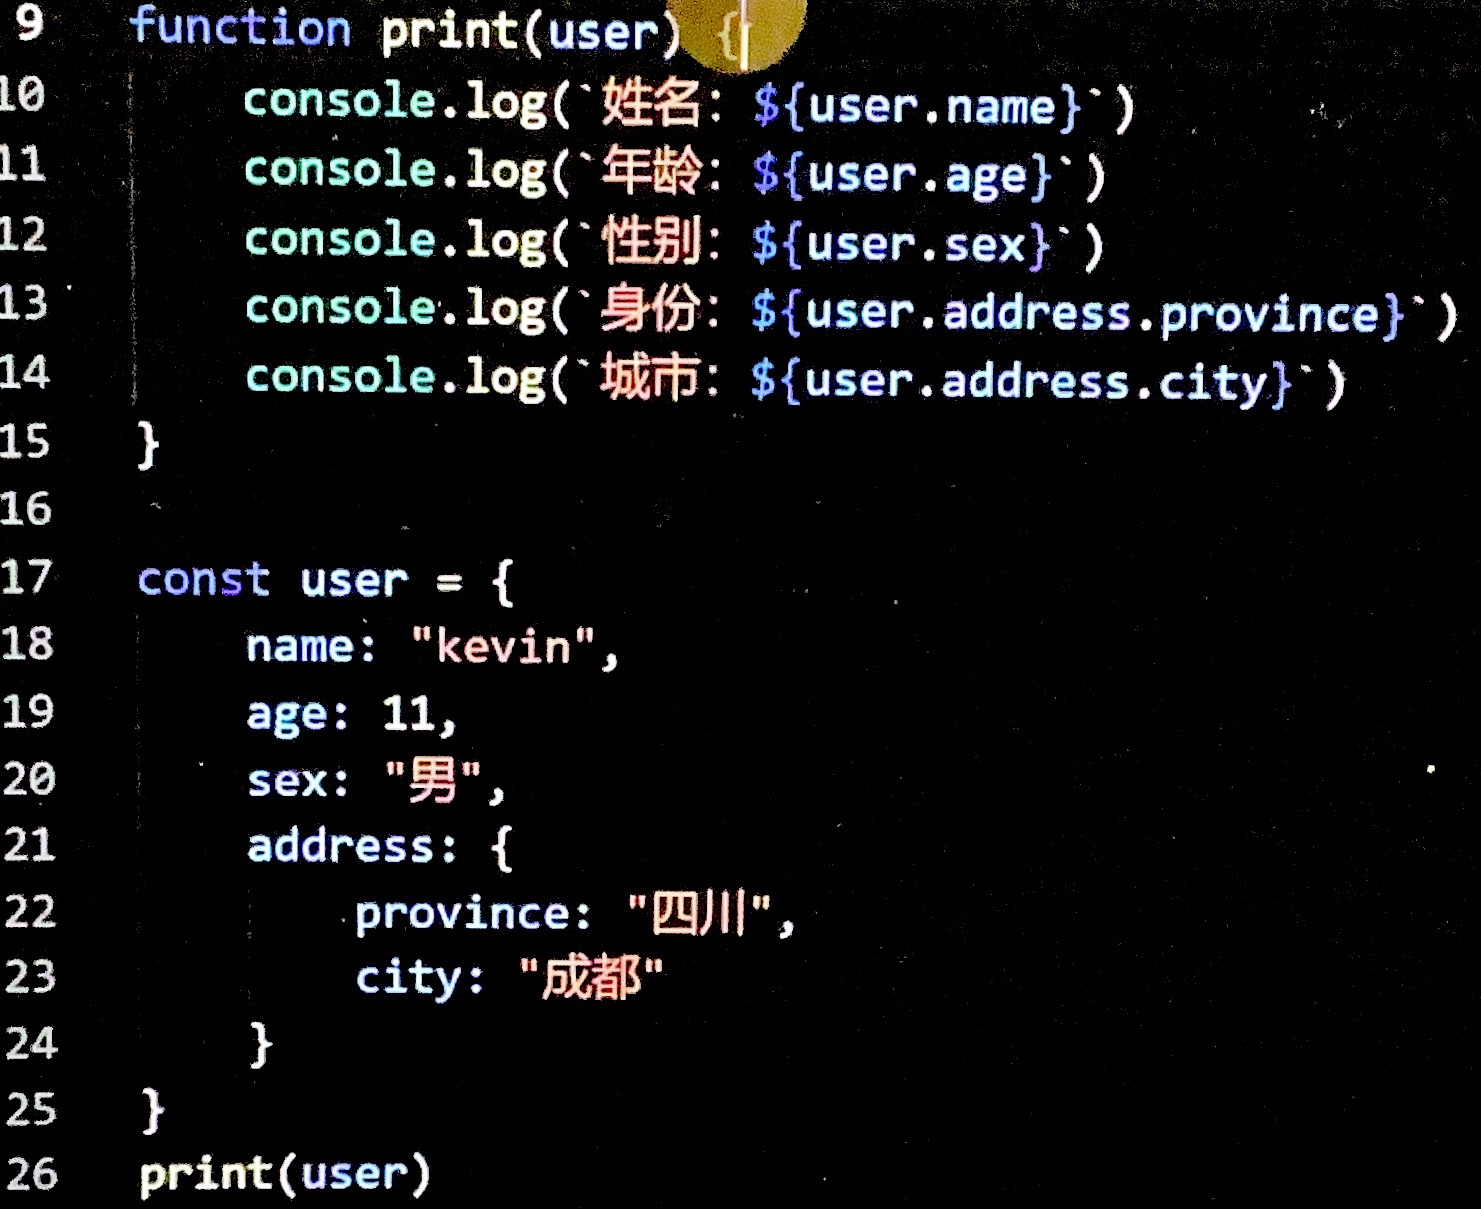 9 function print(user) {
10 console.log(`姓名: ${user.name}`)
11 console.log(`年龄: ${user.age}`)
12 console.log(`性别: ${user.sex}`)
13 console.log(`身份: ${user.address.province}`)
14 console.log(`城市: ${user.address.city}`)
15 }
16
17 const user = {
18 name: "kevin",
19 age: 11,
20 sex: "男",
21 address: {
22 province: "四川",
23 city: "成都"
24 }
25 }
26 print(user)